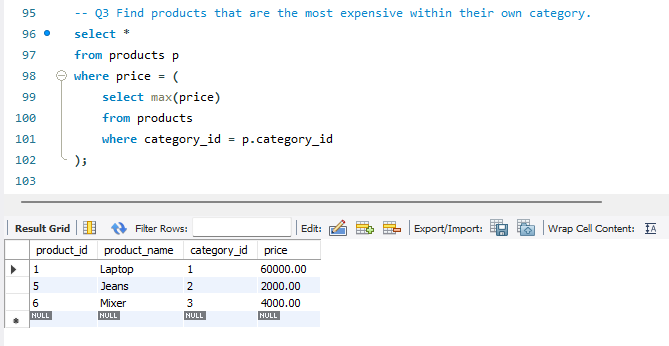 95 -- Q3 Find products that are the most expensive within their own category.
96 select *
97 from products p
98 where price = (
99 select max(price)
100 from products
101 where category_id = p.category_id
102 );
103
Result Grid Filter Rows: Edit: Export/Import: Wrap Cell Content: IA
product_id product_name category_id price
1 Laptop 1 60000.00
5 Jeans 2 2000.00
6 Mixer 3 4000.00
NULL NULL NULL NULL